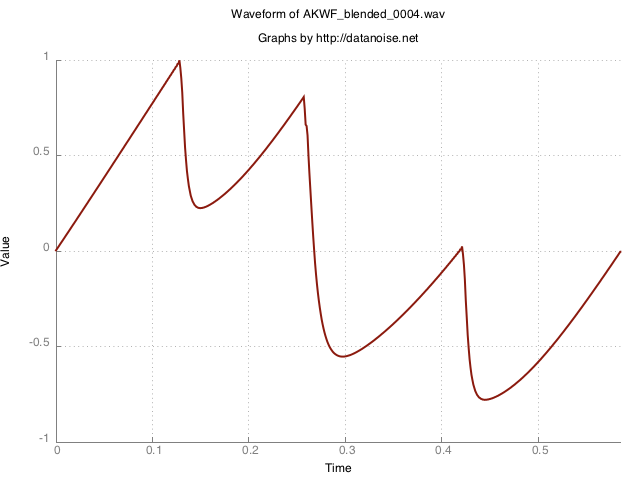 Waveform of AKWF_blended_0004.wav
Graphs by http://datanoise.net
1
0.5
0
-0.5
-1
Value
0 0.1 0.2 0.3 0.4 0.5
Time